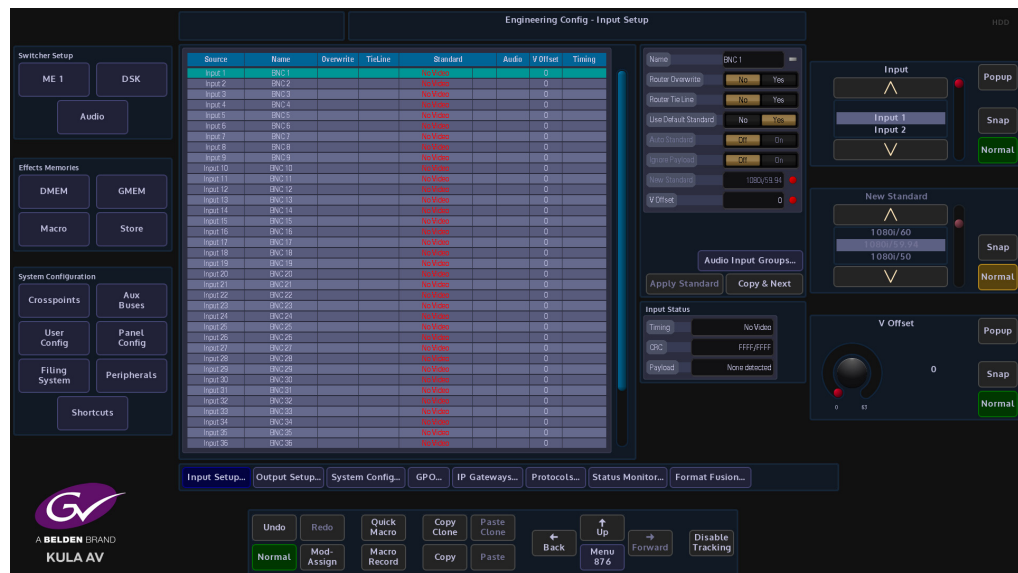 Engineering Config - Input Setup
HDD
Switcher Setup
ME 1
DSK
Audio
Effects Memories
DMEM
GMEM
Macro
Store
System Configuration
Crosspoints
Aux
Buses
User
Config
Panel
Config
Filing
System
Peripherals
Shortcuts
Source Name Overwrite TieLine Standard Audio V Offset Timing
Input 1 BNC 1 No Video 0
Input 2 BNC 2 No Video 0
Input 3 BNC 3 No Video 0
Input 4 BNC 4 No Video 0
Input 5 BNC 5 No Video 0
Input 6 BNC 6 No Video 0
Input 7 BNC 7 No Video 0
Input 8 BNC 8 No Video 0
Input 9 BNC 9 No Video 0
Input 10 BNC 10 No Video 0
Input 11 BNC 11 No Video 0
Input 12 BNC 12 No Video 0
Input 13 BNC 13 No Video 0
Input 14 BNC 14 No Video 0
Input 15 BNC 15 No Video 0
Input 16 BNC 16 No Video 0
Input 17 BNC 17 No Video 0
Input 18 BNC 18 No Video 0
Input 19 BNC 19 No Video 0
Input 20 BNC 20 No Video 0
Input 21 BNC 21 No Video 0
Input 22 BNC 22 No Video 0
Input 23 BNC 23 No Video 0
Input 24 BNC 24 No Video 0
Input 25 BNC 25 No Video 0
Input 26 BNC 26 No Video 0
Input 27 BNC 27 No Video 0
Input 28 BNC 28 No Video 0
Input 29 BNC 29 No Video 0
Input 30 BNC 30 No Video 0
Input 31 BNC 31 No Video 0
Input 32 BNC 32 No Video 0
Input 33 BNC 33 No Video 0
Input 34 BNC 34 No Video 0
Input 35 BNC 35 No Video 0
Input 36 BNC 36 No Video 0
Name BNC 1
Router Overwrite No Yes
Router Tie Line No Yes
Use Default Standard No Yes
Auto Standard Off On
Ignore Payload Off On
New Standard 1080i/59.94
V Offset 0
Audio Input Groups...
Apply Standard
Copy & Next
Input Status
Timing No Video
CRC FFFF/FFFF
Payload None detected
Input
Input 1
Input 2
Popup
Snap
Normal
New Standard
1080i/60
1080i/59.94
1080i/50
Snap
Normal
V Offset
0
0 63
Popup
Snap
Normal
Input Setup... Output Setup... System Config... GPO... IP Gateways... Protocols... Status Monitor... Format Fusion...
GV
A BELDEN BRAND
KULA AV
Undo
Redo
Quick
Macro
Copy
Clone
Paste
Clone
Normal
Mod-
Assign
Macro
Record
Copy
Paste
Back
Up
Menu
876
Forward
Disable
Tracking